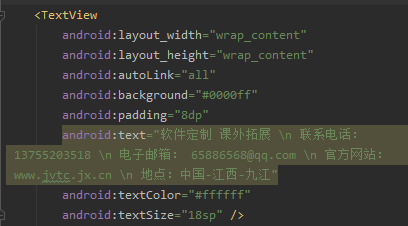 <TextView
android:layout_width="wrap_content"
android:layout_height="wrap_content"
android:autoLink="all"
android:background="#0000ff"
android:padding="8dp"
android:text="软件定制 课外拓展 \n 联系电话:
13755203518 \n 电子邮箱: 65886568@qq.com \n 官方网站:
www.jvtc.jx.cn \n 地点:中国-江西-九江"
android:textColor="#ffffff"
android:textSize="18sp" />